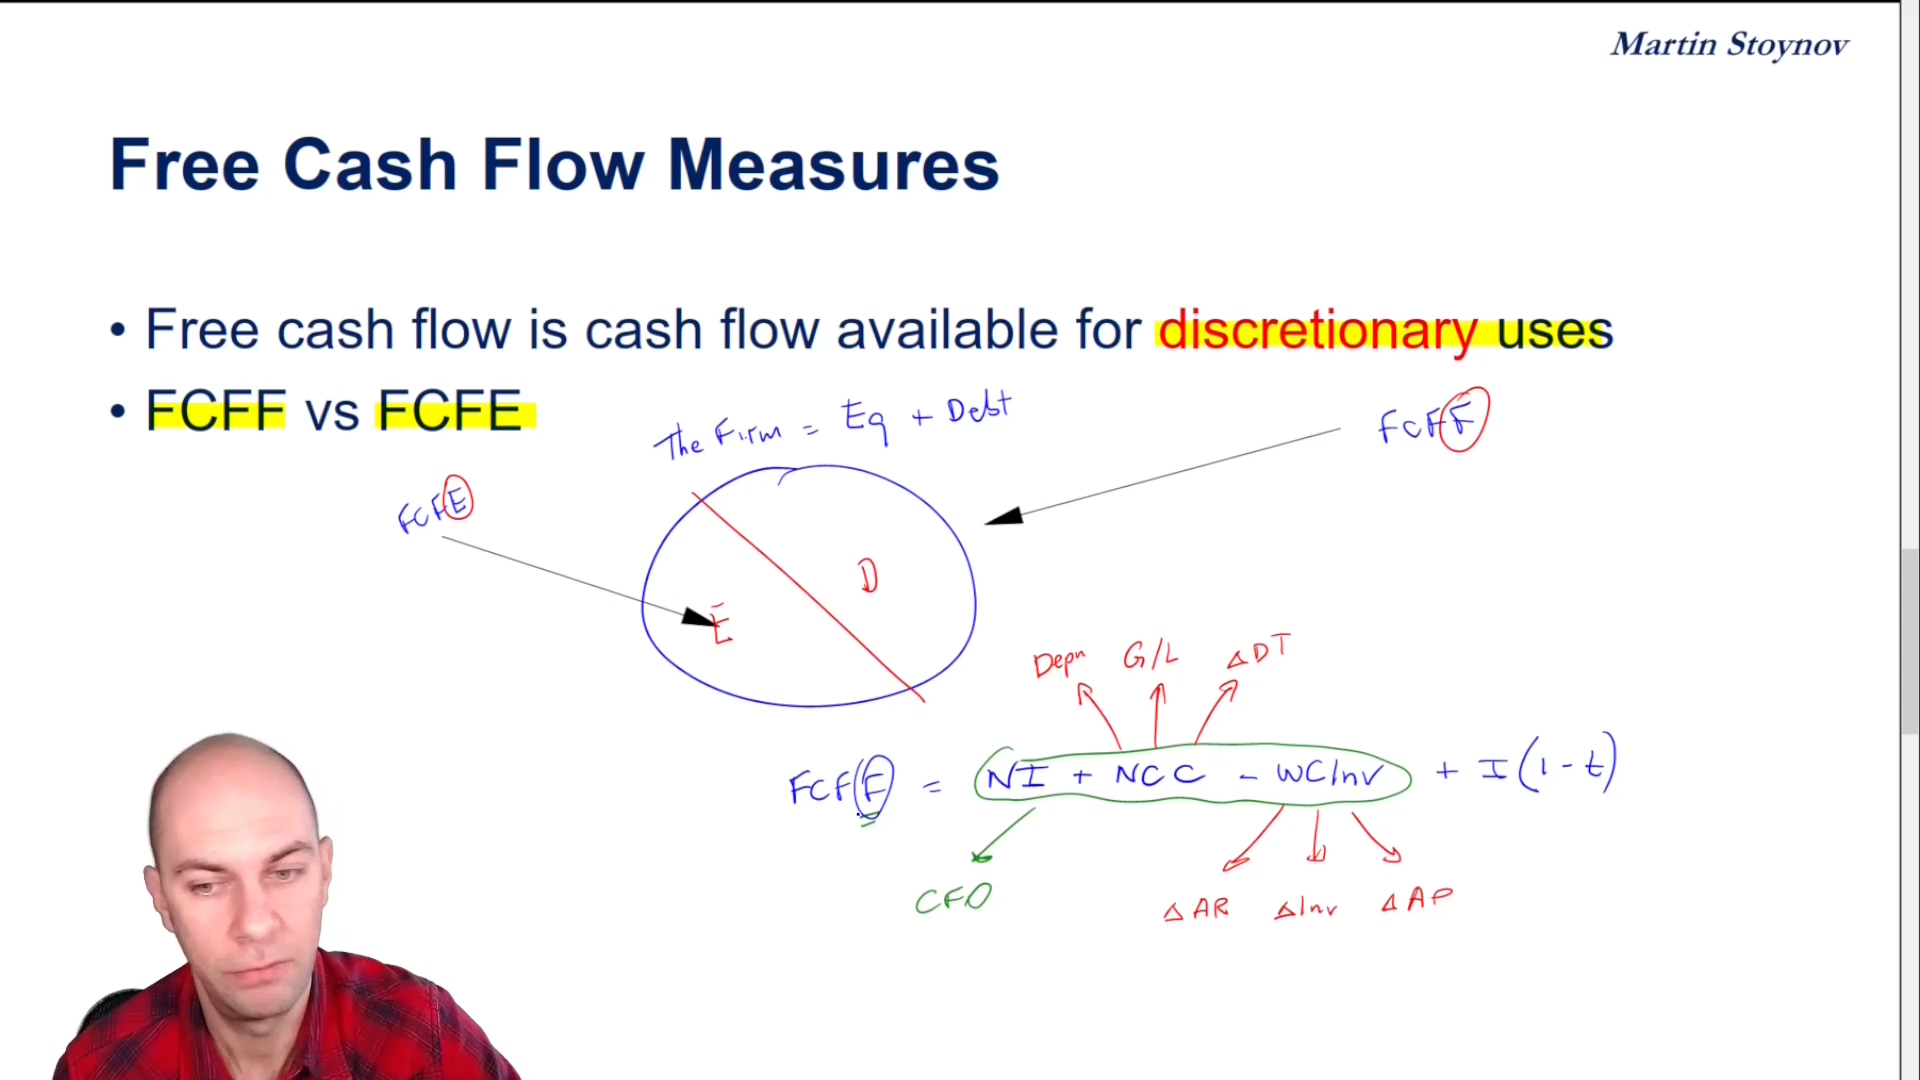 Martin Stoynov
Free Cash Flow Measures
• Free cash flow is cash flow available for discretionary uses
• FCFF vs FCFE
The Firm = Eq + Debt
FCFF
FCFE
D
E
Depn G/L ΔDT
FCFF = NI + NCC - WCInv + I(1-t)
CFO
ΔAR ΔInv ΔAP